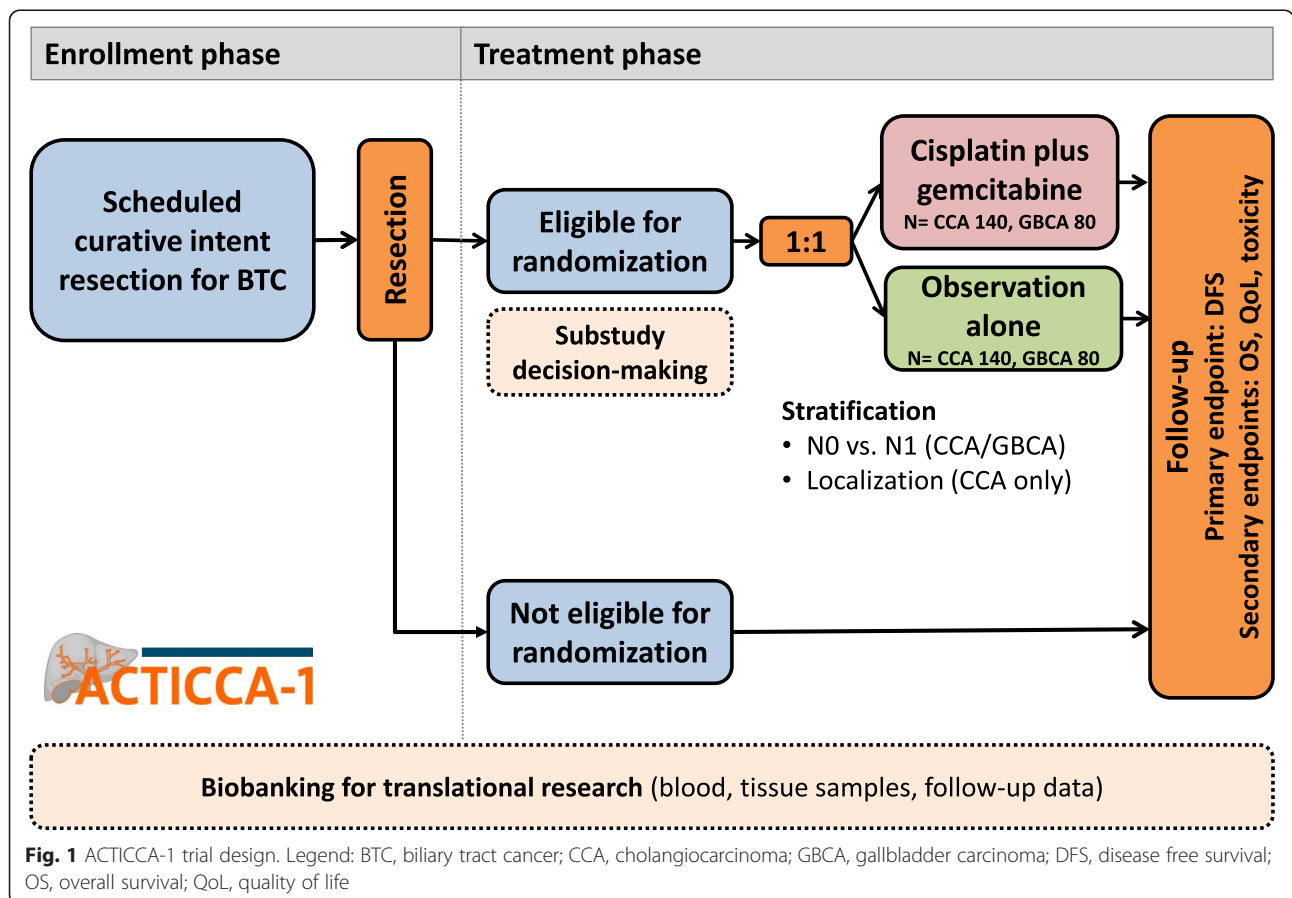 Enrollment phase
Treatment phase
Scheduled
curative intent
resection for BTC
Resection
Eligible for
randomization
1:1
Cisplatin plus
gemcitabine
N= CCA 140, GBCA 80
Observation
alone
N= CCA 140, GBCA 80
Substudy
decision-making
Stratification
• N0 vs. N1 (CCA/GBCA)
• Localization (CCA only)
Not eligible for
randomization
Follow-up
Primary endpoint: DFS
Secondary endpoints: OS, QoL, toxicity
ACTICCA-1
Biobanking for translational research (blood, tissue samples, follow-up data)
Fig. 1 ACTICCA-1 trial design. Legend: BTC, biliary tract cancer; CCA, cholangiocarcinoma; GBCA, gallbladder carcinoma; DFS, disease free survival;
OS, overall survival; QoL, quality of life